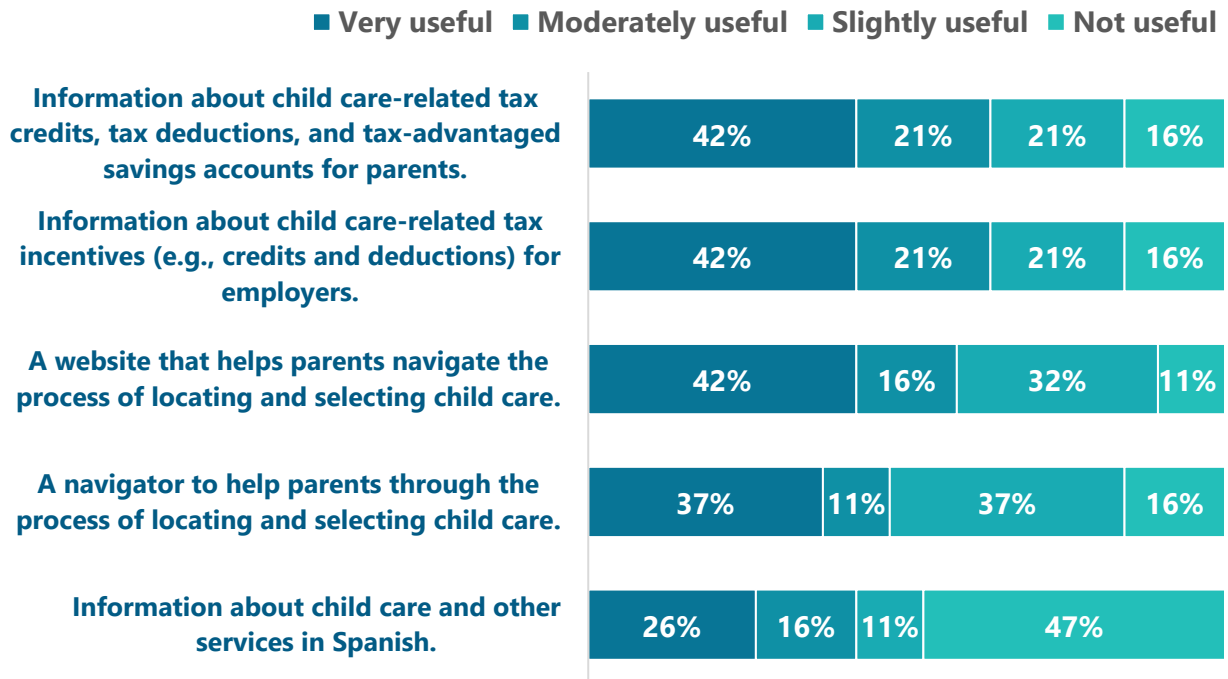 Very useful Moderately useful Slightly useful Not useful
Information about child care-related tax
credits, tax deductions, and tax-advantaged
savings accounts for parents.
42% 21% 21% 16%
Information about child care-related tax
incentives (e.g., credits and deductions) for
employers.
42% 21% 21% 16%
A website that helps parents navigate the
process of locating and selecting child care.
42% 16% 32% 11%
A navigator to help parents through the
process of locating and selecting child care.
37% 11% 37% 16%
Information about child care and other
services in Spanish.
26% 16% 11% 47%